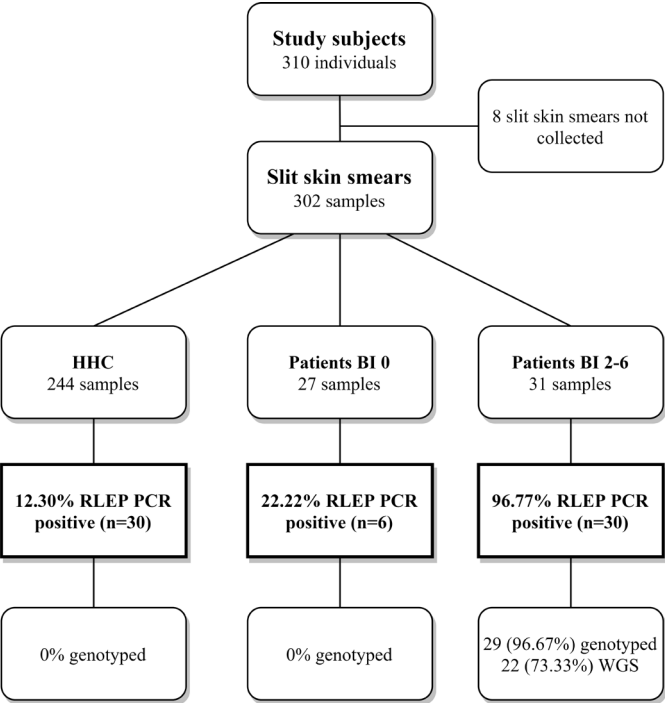 Study subjects
310 individuals
8 slit skin smears not
collected
Slit skin smears
302 samples
HHC
244 samples
Patients BI 0
27 samples
Patients BI 2-6
31 samples
12.30% RLEP PCR
positive (n=30)
22.22% RLEP PCR
positive (n=6)
96.77% RLEP PCR
positive (n=30)
0% genotyped
0% genotyped
29 (96.67%) genotyped
22 (73.33%) WGS